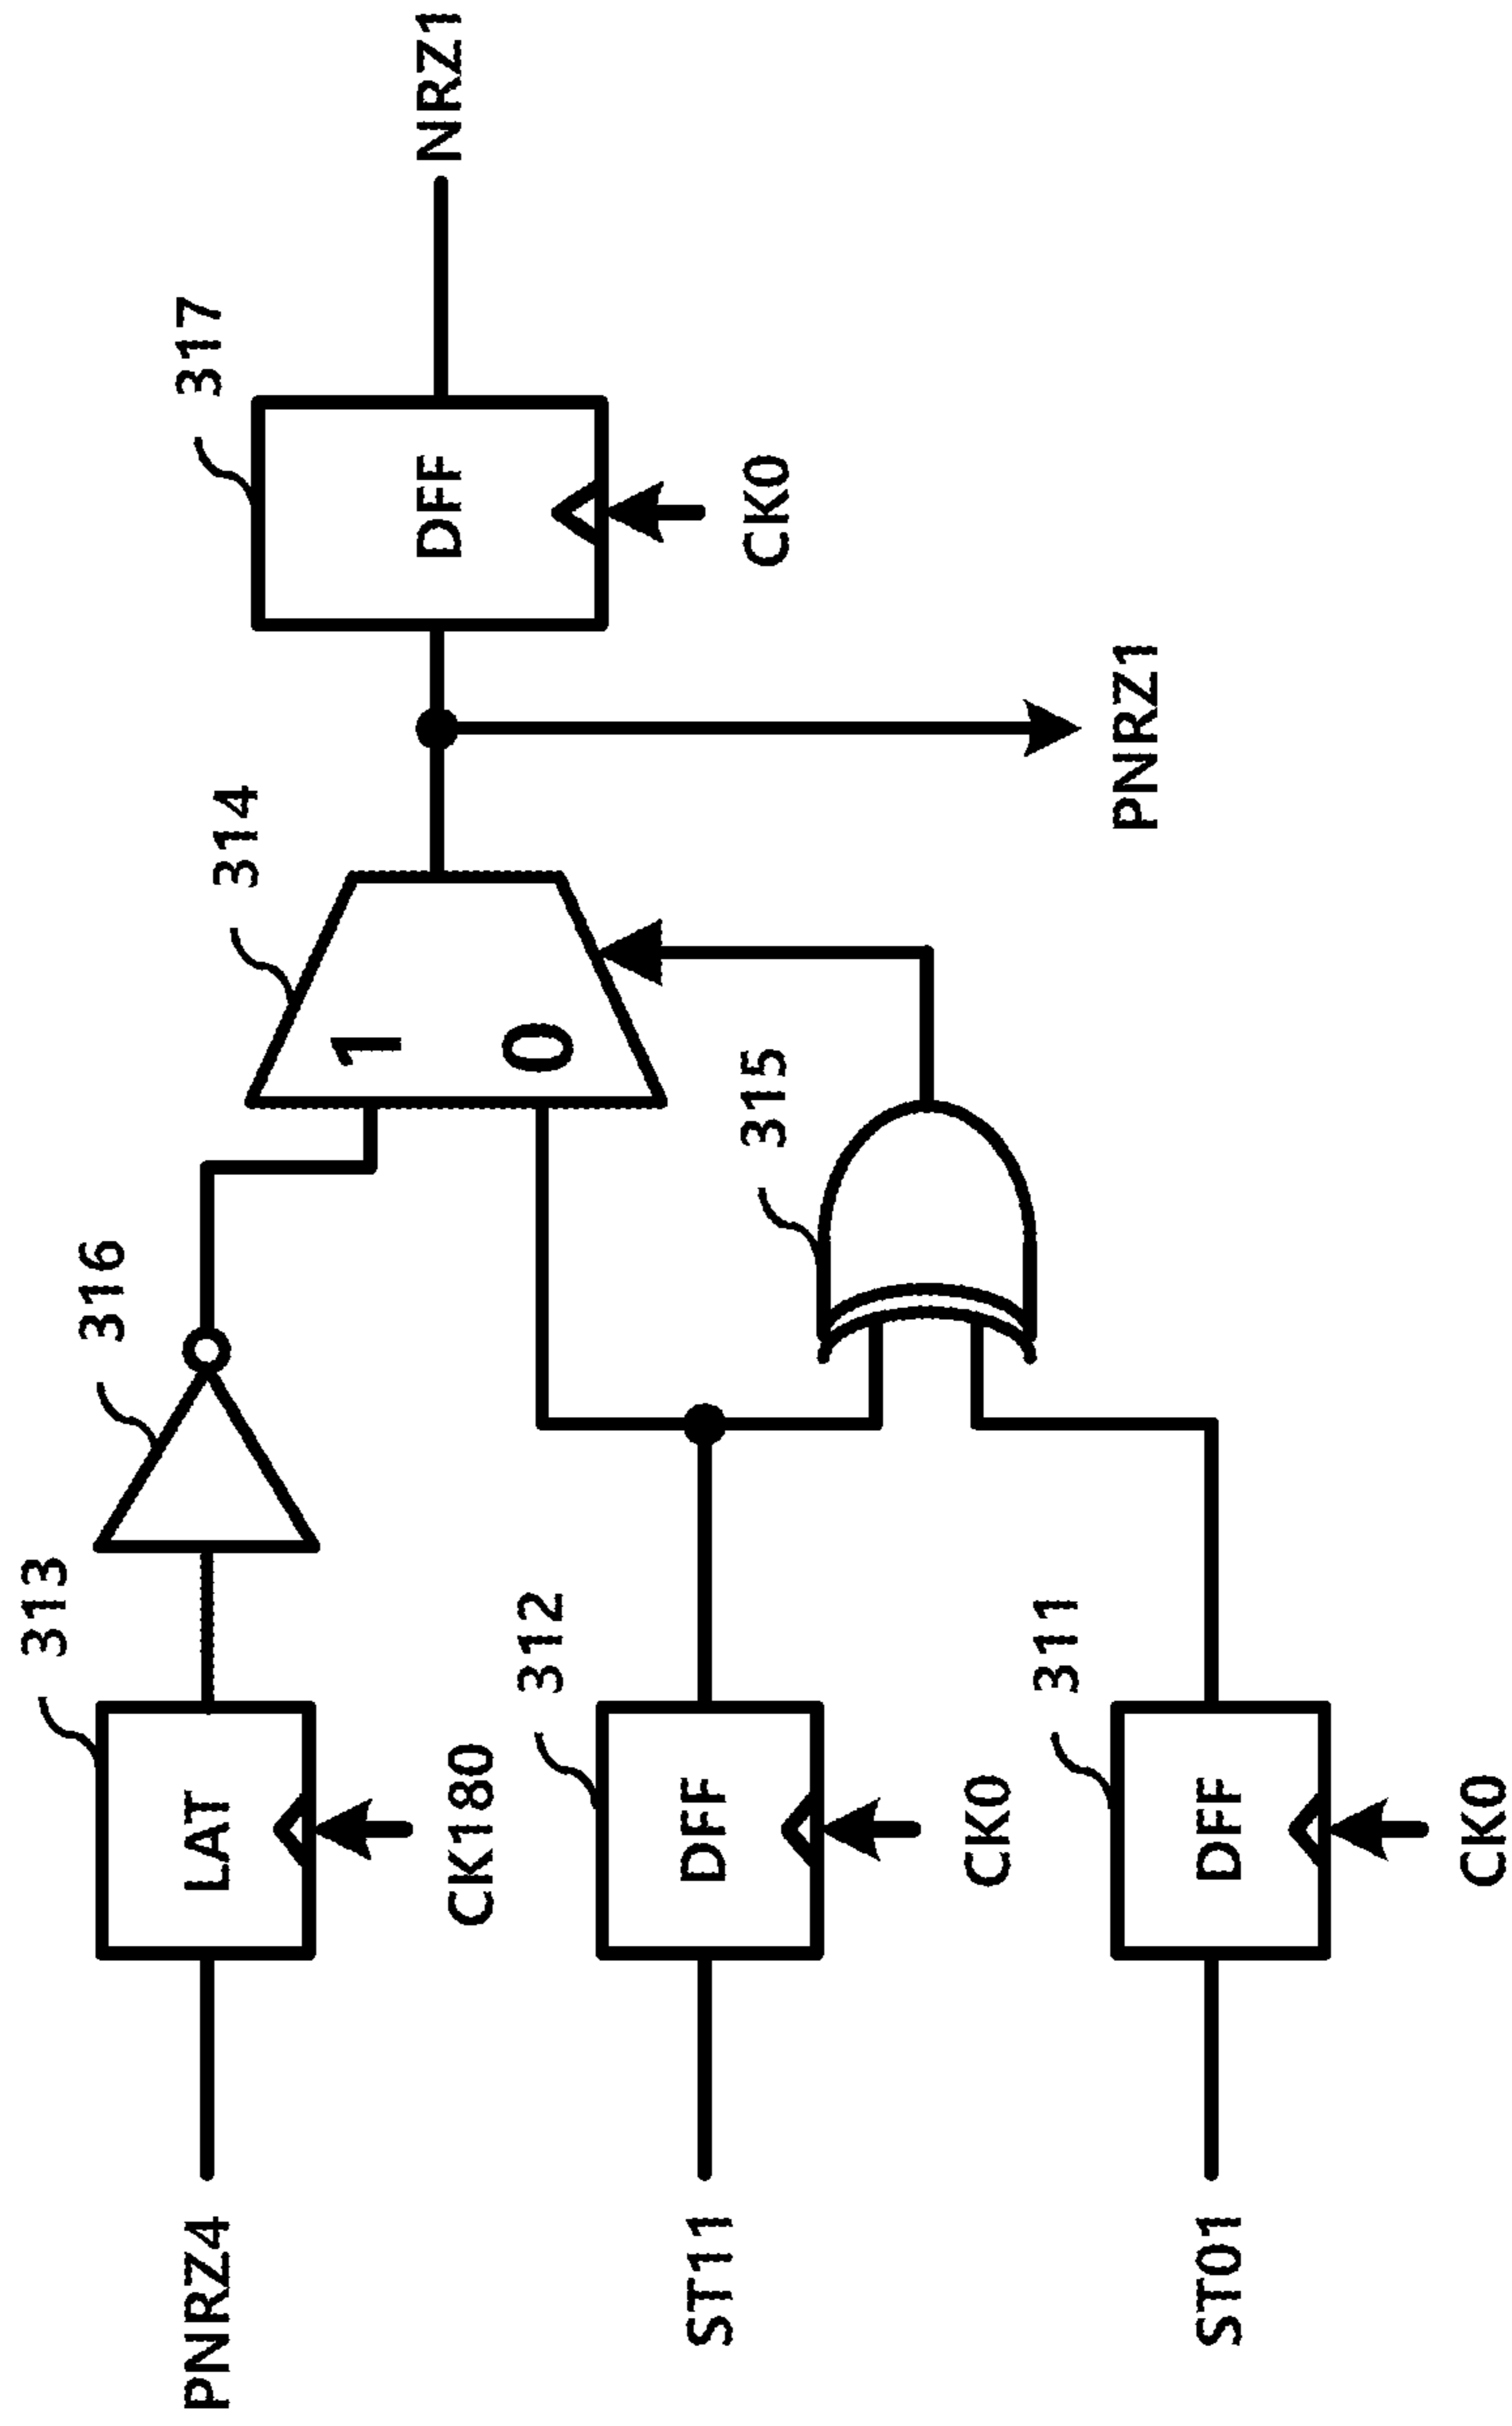 313
316
314
317
PNRZ4
LAT
1
DFF
NRZ1
CK180
0
312
315
CK0
ST11
DFF
CK0
PNRZ1
311
ST01
DFF
CK0